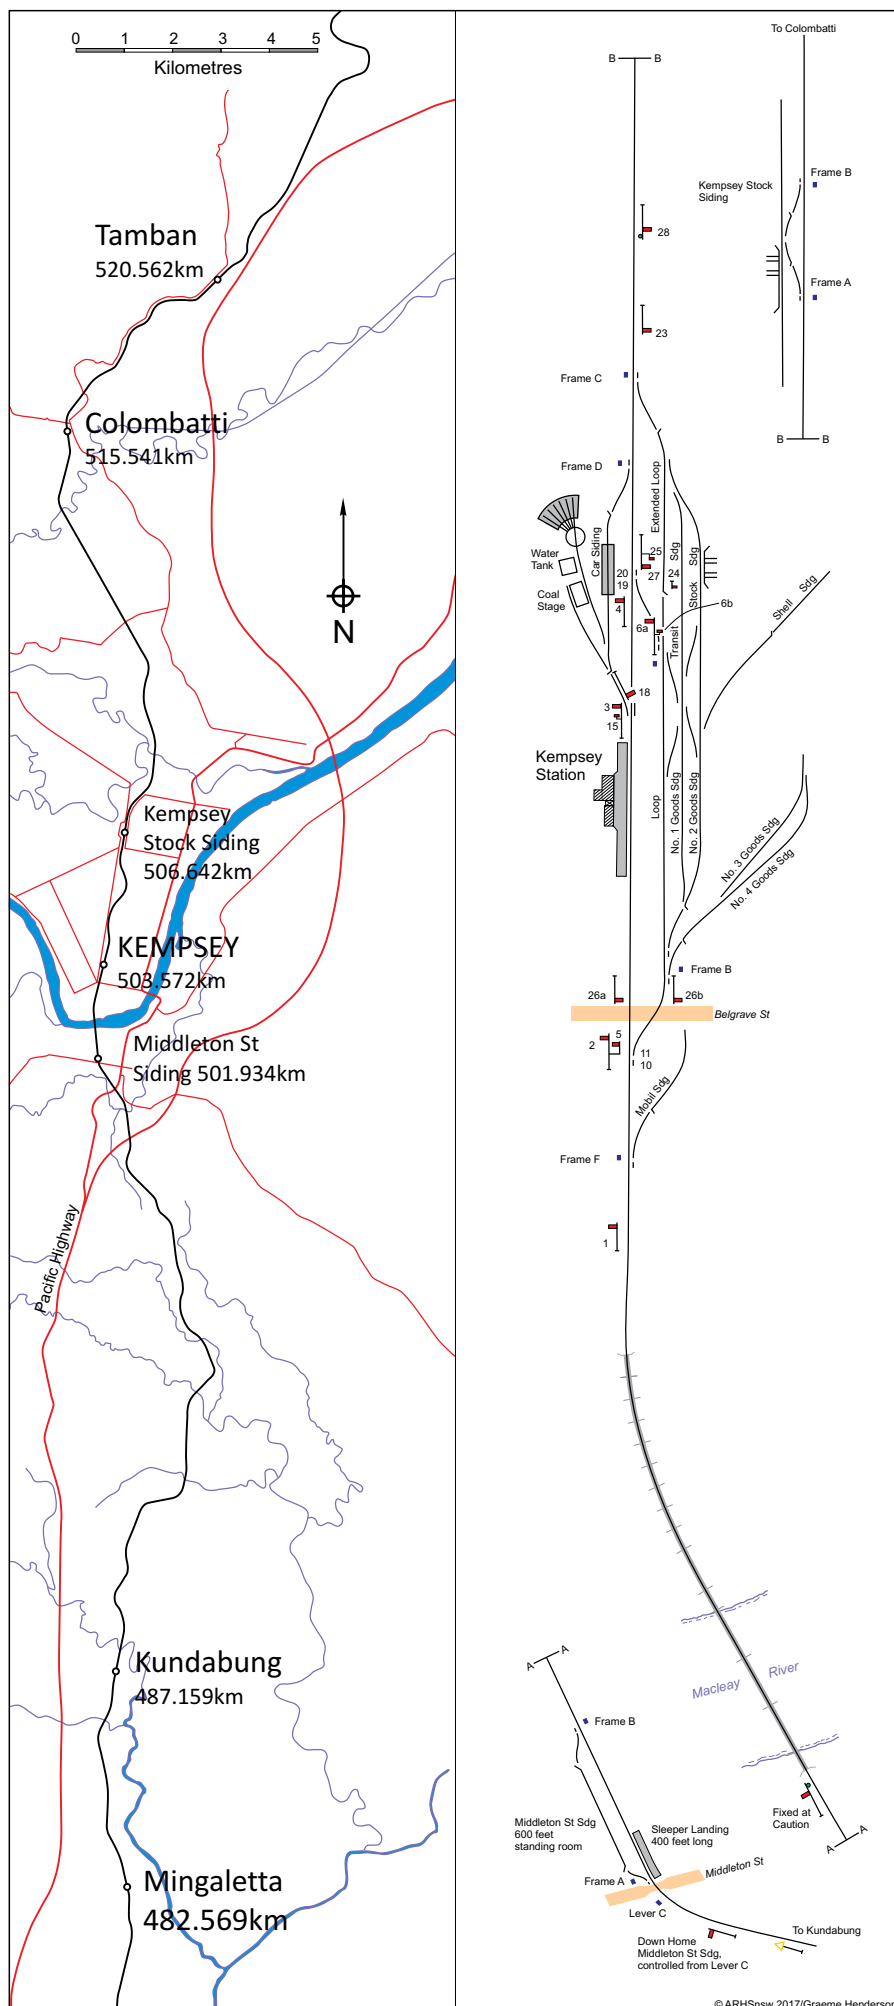 0 1 2 3 4 5
Kilometres
Tamban
520.562km
Colombatti
515.541km
N
Kempsey
Stock Siding
506.642km
KEMPSEY
503.572km
Middleton St
Siding 501.934km
Pacific Highway
Kundabung
487.159km
Mingaletta
482.569km
To Colombatti
B B
Frame B
Kempsey Stock
Siding
28
Frame A
23
Frame C
B B
Frame D
Extended Loop
Water
Tank
Car Siding
25
Sdg
Sdg
20
27
24
Stock
Coal
Stage
19
4
6b
Shell Sdg
6a
Transit
18
3
15
Kempsey
Station
Loop
No. 1 Goods Sdg
No. 2 Goods Sdg
No. 3 Goods Sdg
No. 4 Goods Sdg
Frame B
26a
26b
Belgrave St
2
5
11
10
Mobil Sdg
Frame F
1
Macleay River
A A
Frame B
Fixed at
Caution
A A
Middleton St Sdg
600 feet
standing room
Sleeper Landing
400 feet long
Middleton St
Frame A
Lever C
To Kundabung
Down Home
Middleton St Sdg,
controlled from Lever C
© ARHSnsw 2017/Graeme Henderson